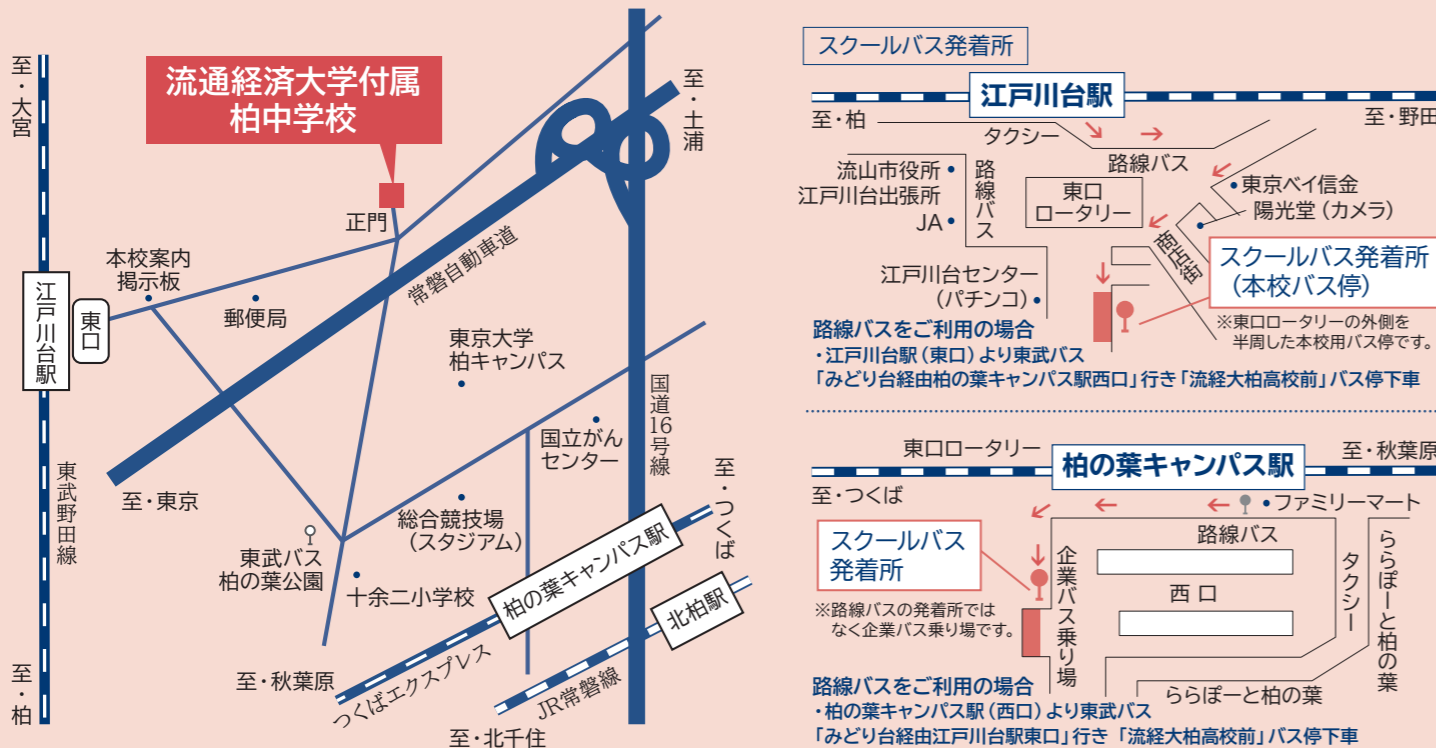 至・大宮
流通経済大学付属
柏中学校
至・土浦
正門
本校案内
掲示板
郵便局
常磐自動車道
江戸川台駅
東口
東京大学
柏キャンパス
国道16号線
国立がん
センター
至・東京
東武野田線
総合競技場
（スタジアム）
東武バス
柏の葉公園
十余二小学校
柏の葉キャンパス駅
至・つくば
北柏駅
至・秋葉原
つくばエクスプレス
JR常磐線
至・柏
至・北千住
スクールバス発着所
江戸川台駅
至・柏
至・野田
タクシー
路線バス
流山市役所
江戸川台出張所
JA
路線バス
東口
ロータリー
東京ベイ信金
陽光堂（カメラ）
商店街
江戸川台センター
（パチンコ）
スクールバス発着所
（本校バス停）
※東口ロータリーの外側を
半周した本校用バス停です。
路線バスをご利用の場合
・江戸川台駅（東口）より東武バス
「みどり台経由柏の葉キャンパス駅西口」行き「流経大柏高校前」バス停下車
東口ロータリー
柏の葉キャンパス駅
至・秋葉原
至・つくば
ファミリーマート
路線バス
スクールバス
発着所
※路線バスの発着所では
なく企業バス乗り場です。
企業バス乗り場
西口
タクシー
ららぽーと柏の葉
ららぽーと柏の葉
路線バスをご利用の場合
・柏の葉キャンパス駅（西口）より東武バス
「みどり台経由江戸川台駅東口」行き「流経大柏高校前」バス停下車